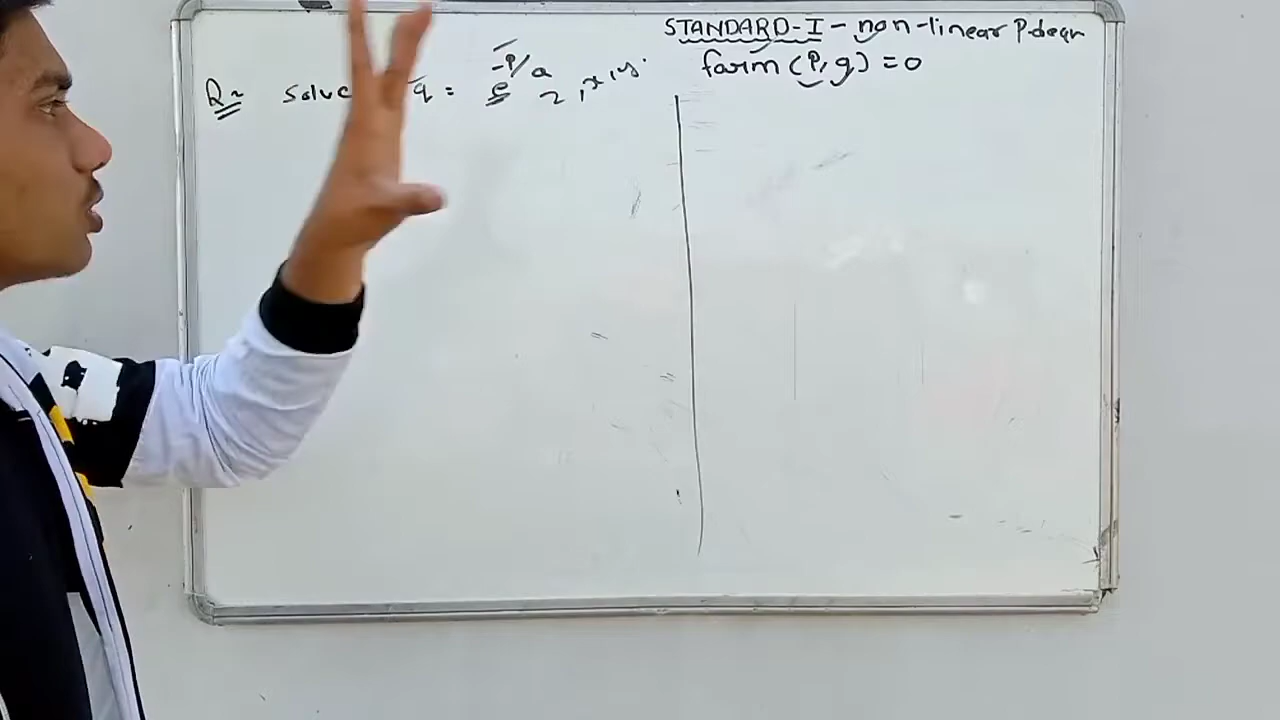 STANDARD-I - non-linear P.deqn
form (P, q) = 0
Q~ solve q = e^{-P/a} z, x, y.